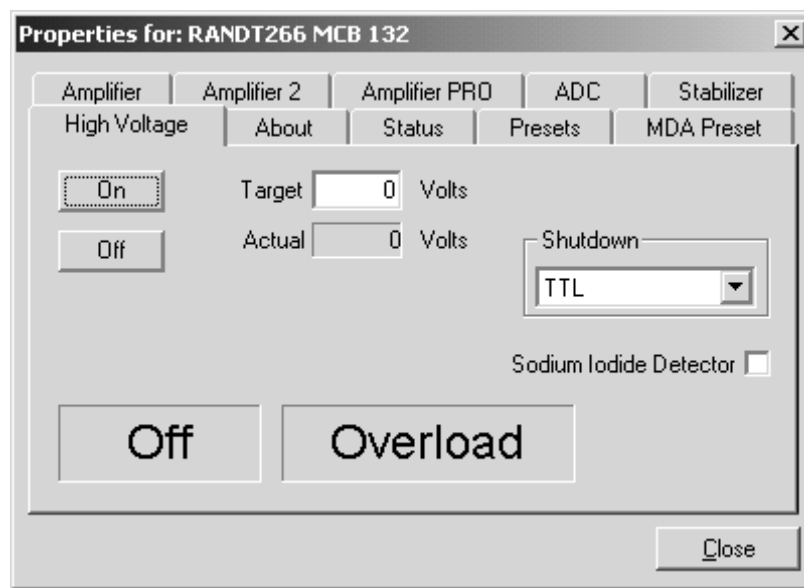 Properties for: RANDT266 MCB 132
Amplifier Amplifier 2 Amplifier PRO ADC Stabilizer
High Voltage About Status Presets MDA Preset
On Target 0 Volts
Off Actual 0 Volts
Shutdown
TTL
Sodium Iodide Detector
Off Overload
Close